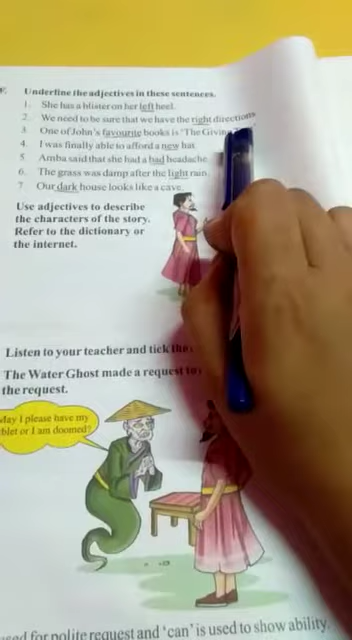 F. Underline the adjectives in these sentences.
1. She has a blister on her left heel.
2. We need to be sure that we have the right directions
3. One of John's favourite books is 'The Giving
4. I was finally able to afford a new hat
5. Amba said that she had a bad headache
6. The grass was damp after the light rain.
7. Our dark house looks like a cave.
Use adjectives to describe
the characters of the story.
Refer to the dictionary or
the internet.
Listen to your teacher and tick the
The Water Ghost made a request to
the request.
May I please have my
or I am doomed?
for polite request and 'can' is used to show ability.